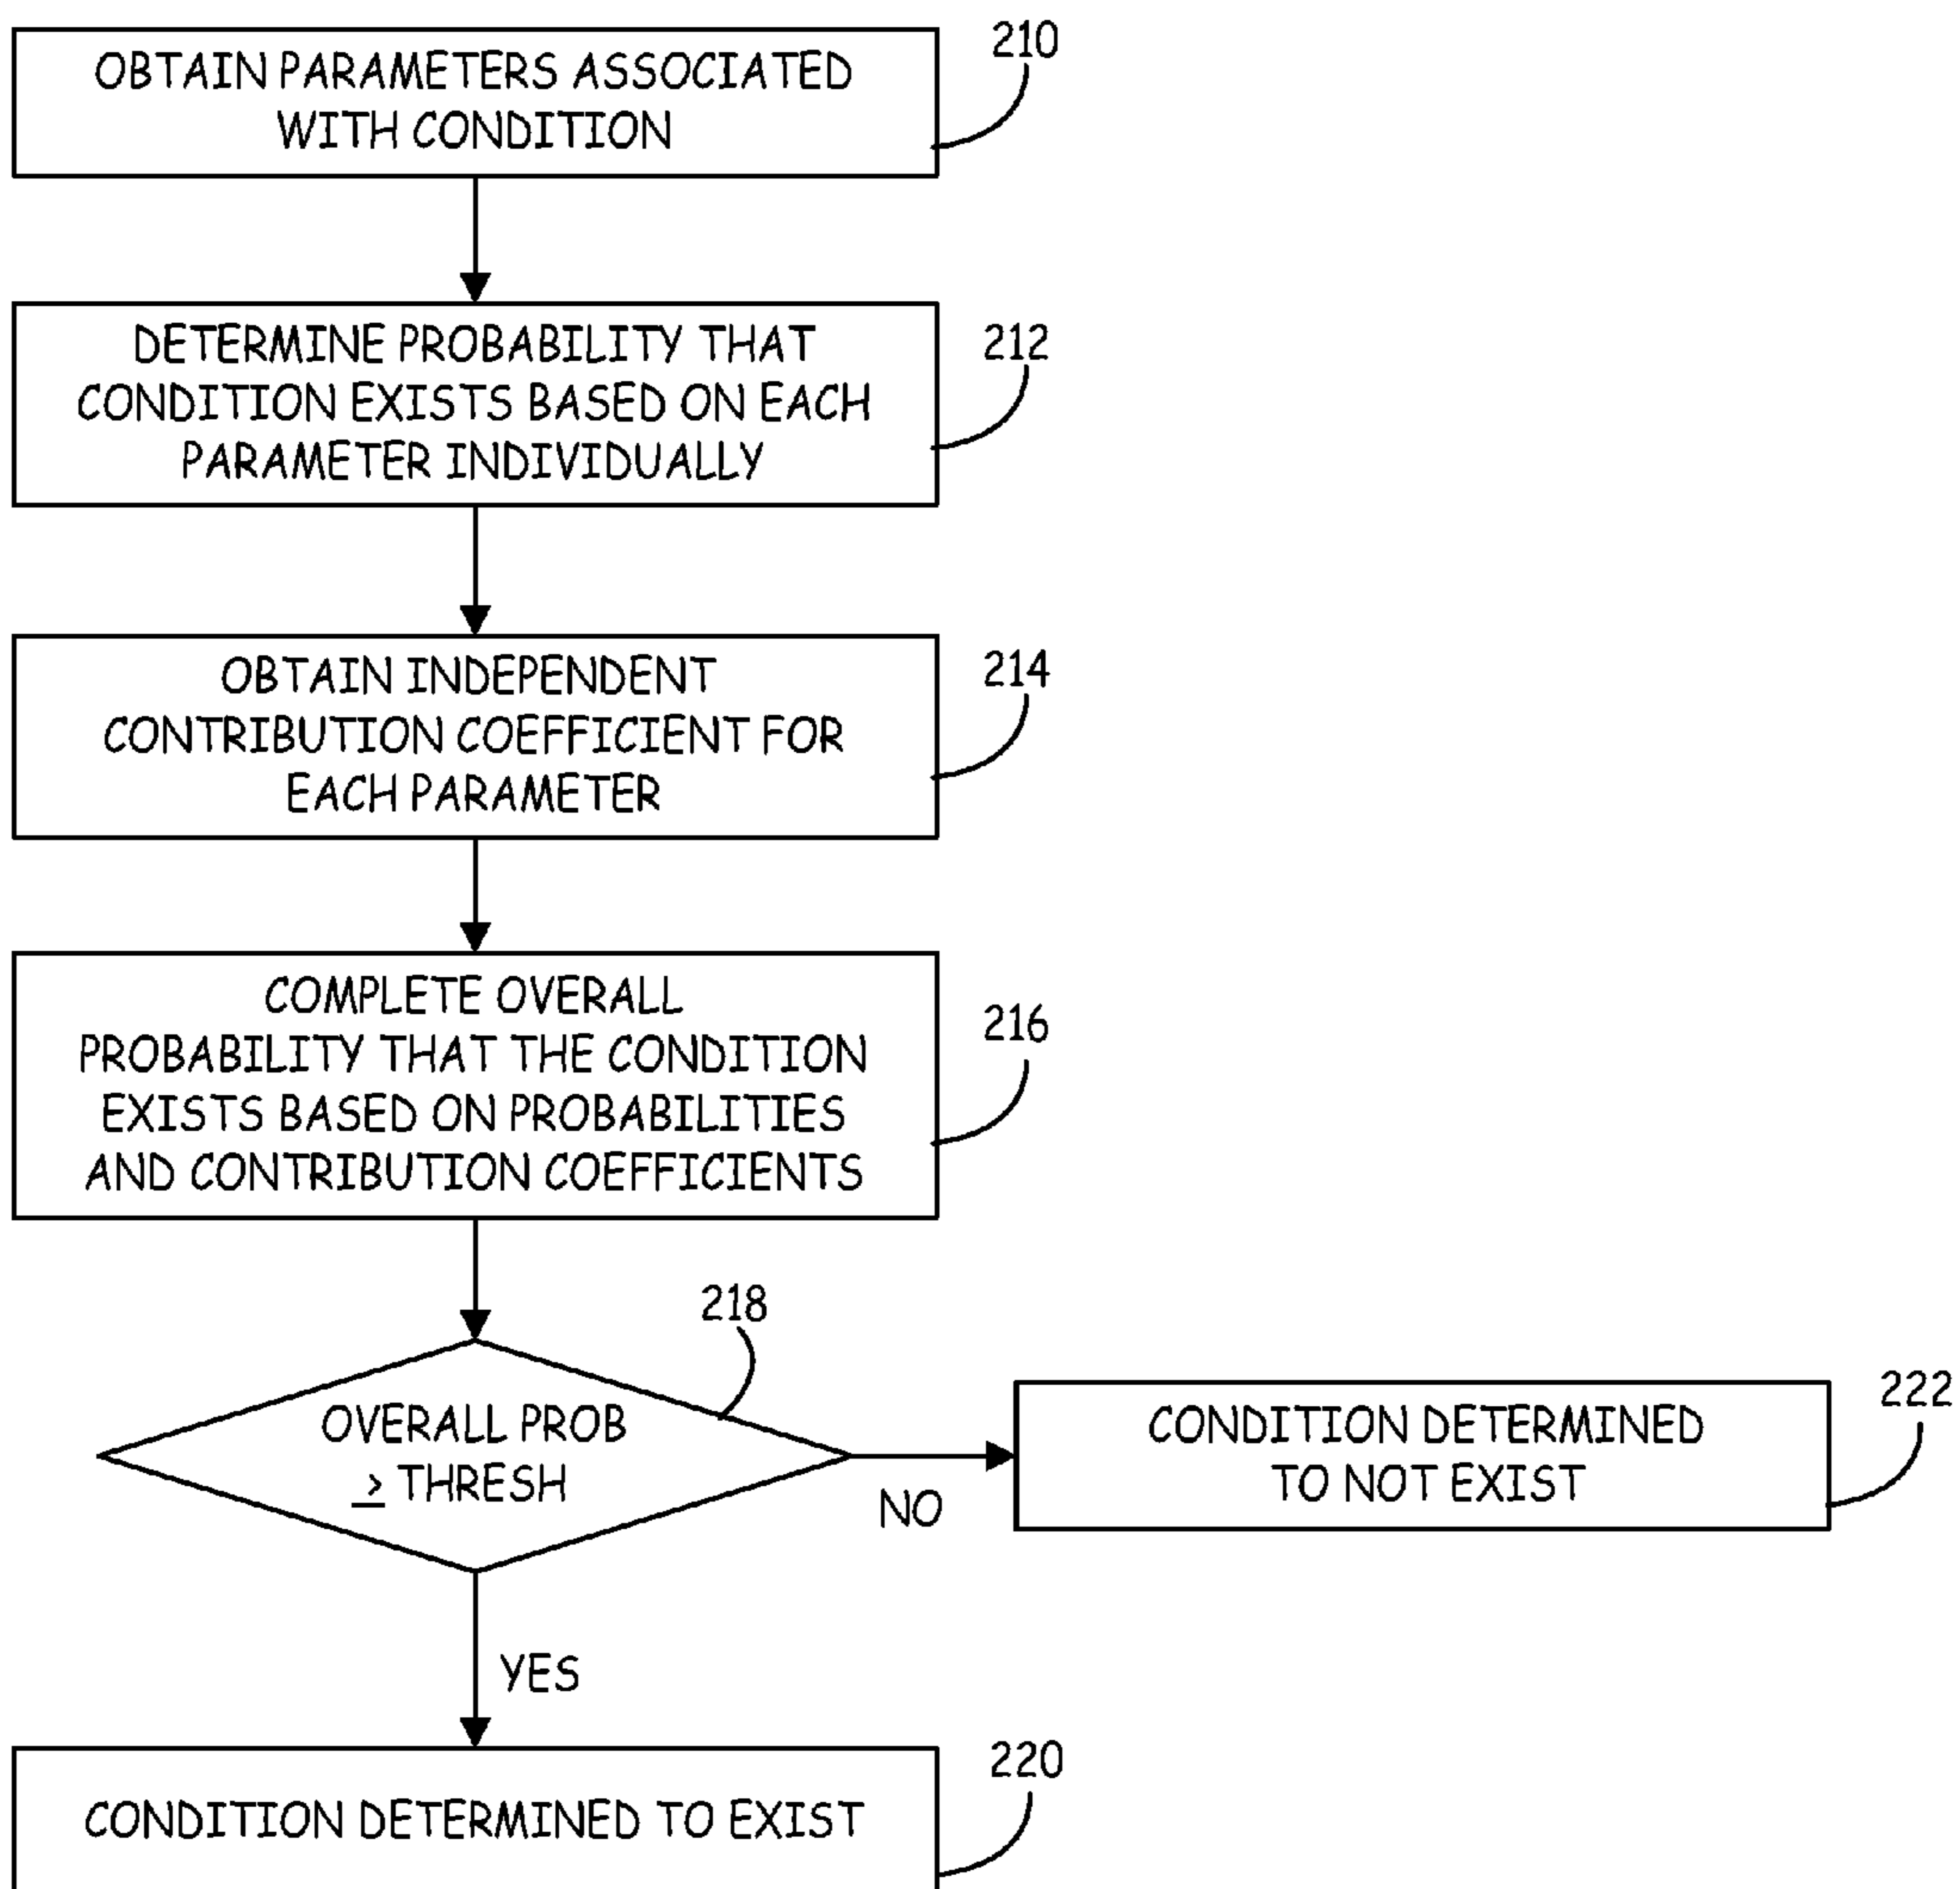 OBTAIN PARAMETERS ASSOCIATED
WITH CONDITION
210
DETERMINE PROBABILITY THAT
CONDITION EXISTS BASED ON EACH
PARAMETER INDIVIDUALLY
212
OBTAIN INDEPENDENT
CONTRIBUTION COEFFICIENT FOR
EACH PARAMETER
214
COMPLETE OVERALL
PROBABILITY THAT THE CONDITION
EXISTS BASED ON PROBABILITIES
AND CONTRIBUTION COEFFICIENTS
216
218
OVERALL PROB
≥ THRESH
NO
CONDITION DETERMINED
TO NOT EXIST
222
YES
CONDITION DETERMINED TO EXIST
220